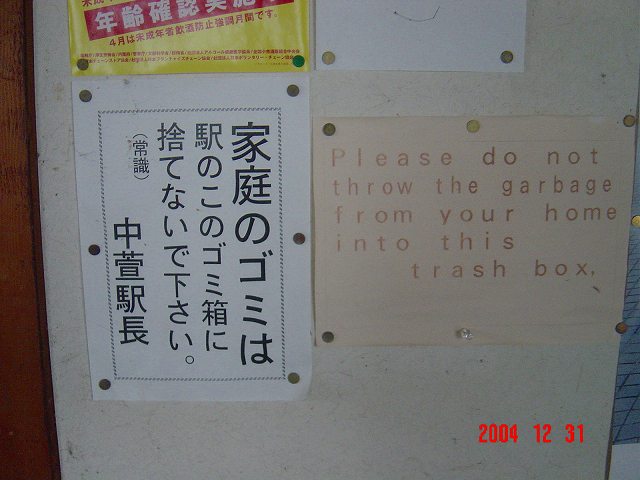 年齢確認実施
4月は未成年者飲酒防止強調月間です。
家庭のゴミは
駅のこのゴミ箱に
捨てないで下さい。
(常識)
中萱駅長
Please do not
throw the garbage
from your home
into this
trash box.
2004 12 31